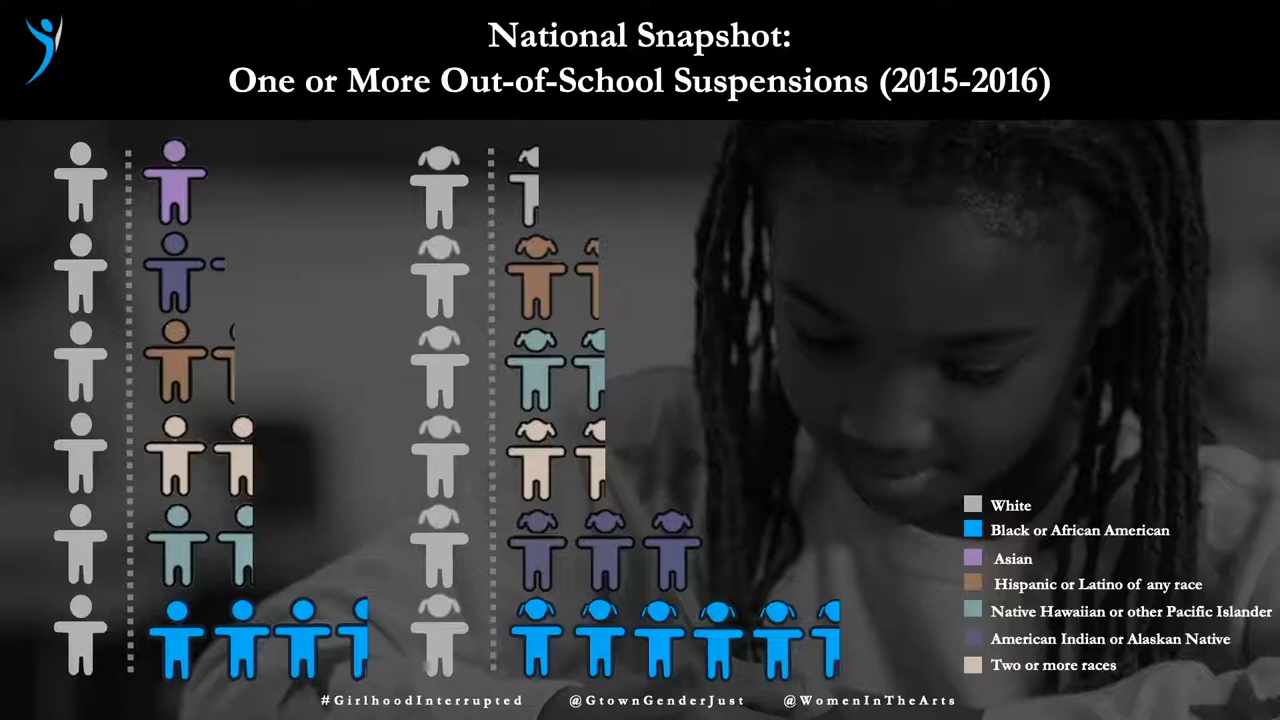 National Snapshot:
One or More Out-of-School Suspensions (2015-2016)
White
Black or African American
Asian
Hispanic or Latino of any race
Native Hawaiian or other Pacific Islander
American Indian or Alaskan Native
Two or more races
#GirlhoodInterrupted @GtownGenderJust @WomenInTheArts